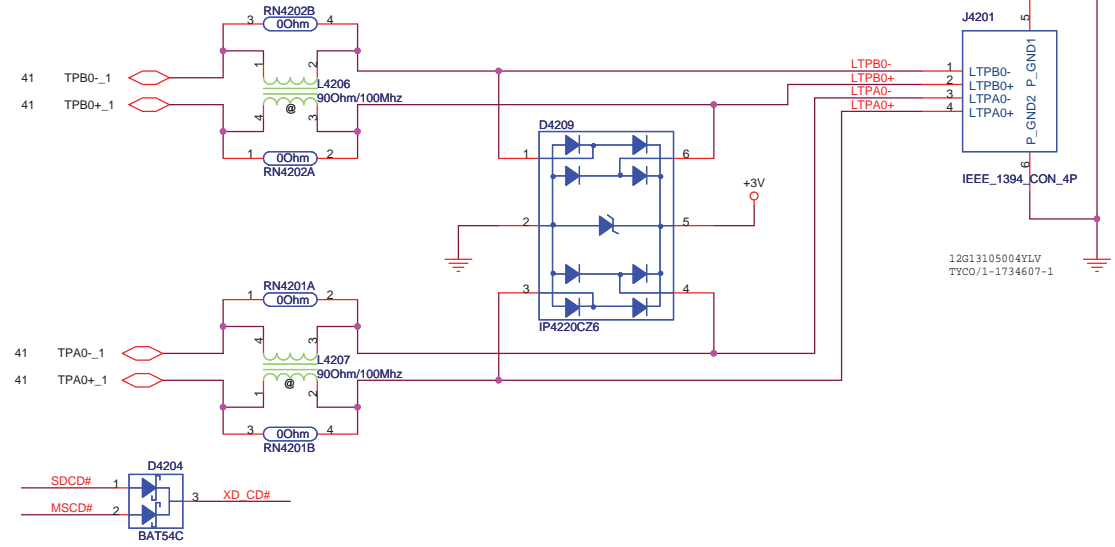 RN4202B
3 0Ohm 4
41 TPB0-_1
1 2
L4206
90Ohm/100Mhz
@
41 TPB0+_1
4 3
1 0Ohm 2
RN4202A
J4201
5
LTPB0- 1 LTPB0-
LTPB0+ 2 LTPB0+
LTPA0- 3 LTPA0-
LTPA0+ 4 LTPA0+
P_GND2 P_GND1
6
IEEE_1394_CON_4P
12G13105004YLV
TYCO/1-1734607-1
D4209
1 6
2 5
3 4
+3V
IP4220CZ6
RN4201A
1 0Ohm 2
41 TPA0-_1
4 3
L4207
90Ohm/100Mhz
@
41 TPA0+_1
1 2
3 0Ohm 4
RN4201B
D4204
SDCD# 1
3 XD_CD#
MSCD# 2
BAT54C